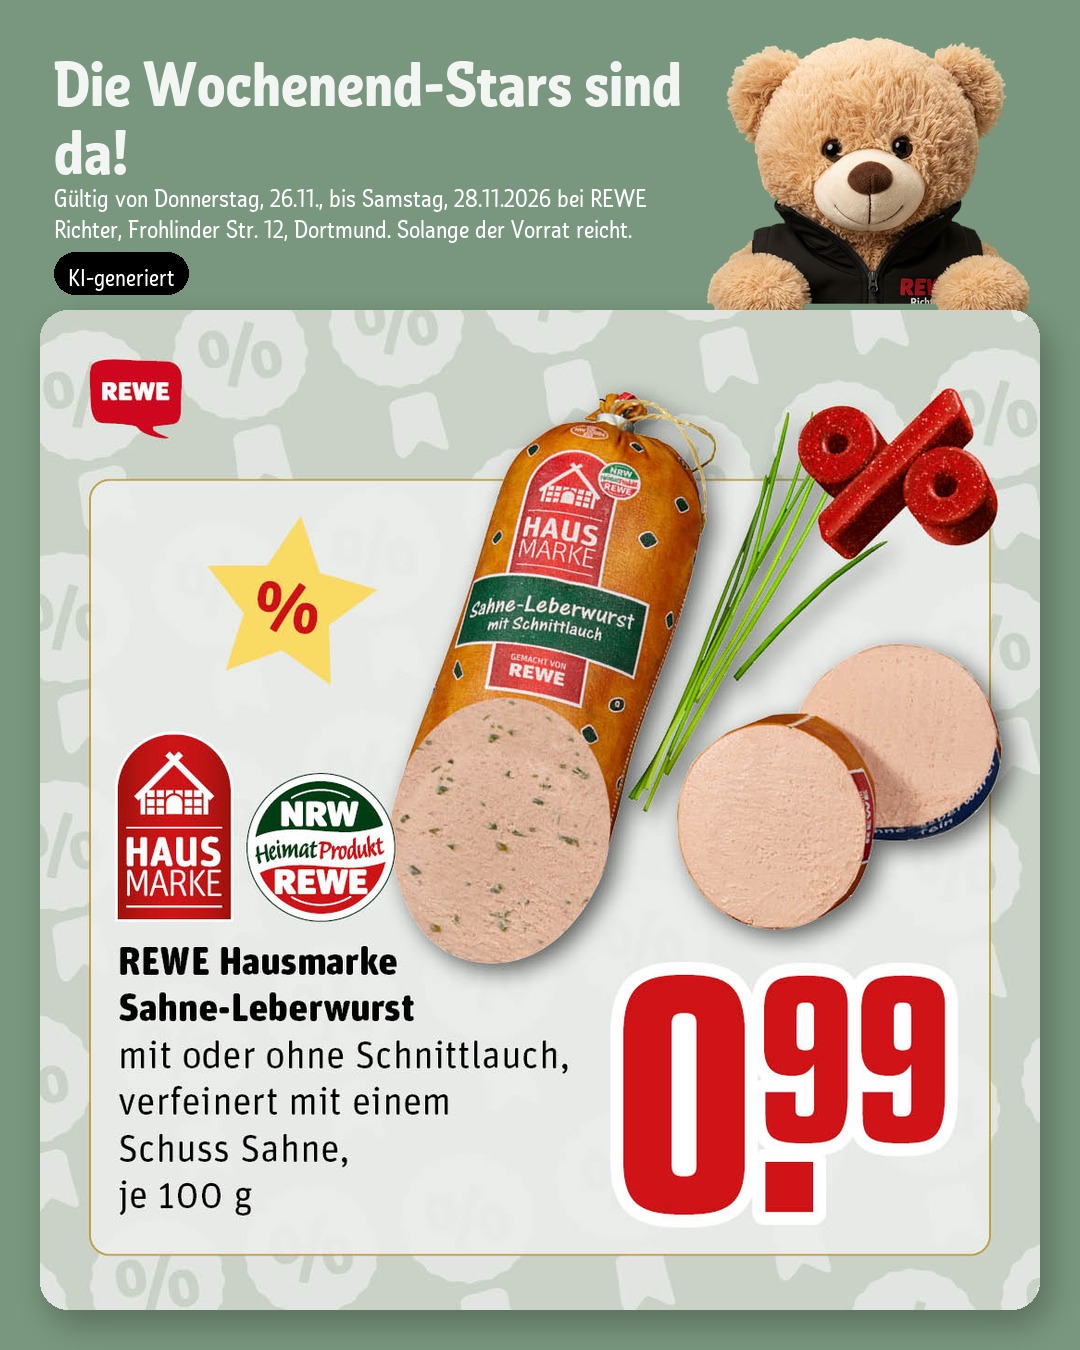 Die Wochenend-Stars sind
da!
Gültig von Donnerstag, 26.11., bis Samstag, 28.11.2026 bei REWE
Richter, Frohlinder Str. 12, Dortmund. Solange der Vorrat reicht.
KI-generiert
REWE
%
HAUS
MARKE
NRW
HeimatProdukt
REWE
Sahne-Leberwurst
mit Schnittlauch
GEMACHT VON
REWE
%
HAUS
MARKE
NRW
HeimatProdukt
REWE
REWE Hausmarke
Sahne-Leberwurst
mit oder ohne Schnittlauch,
verfeinert mit einem
Schuss Sahne,
je 100 g
0.99